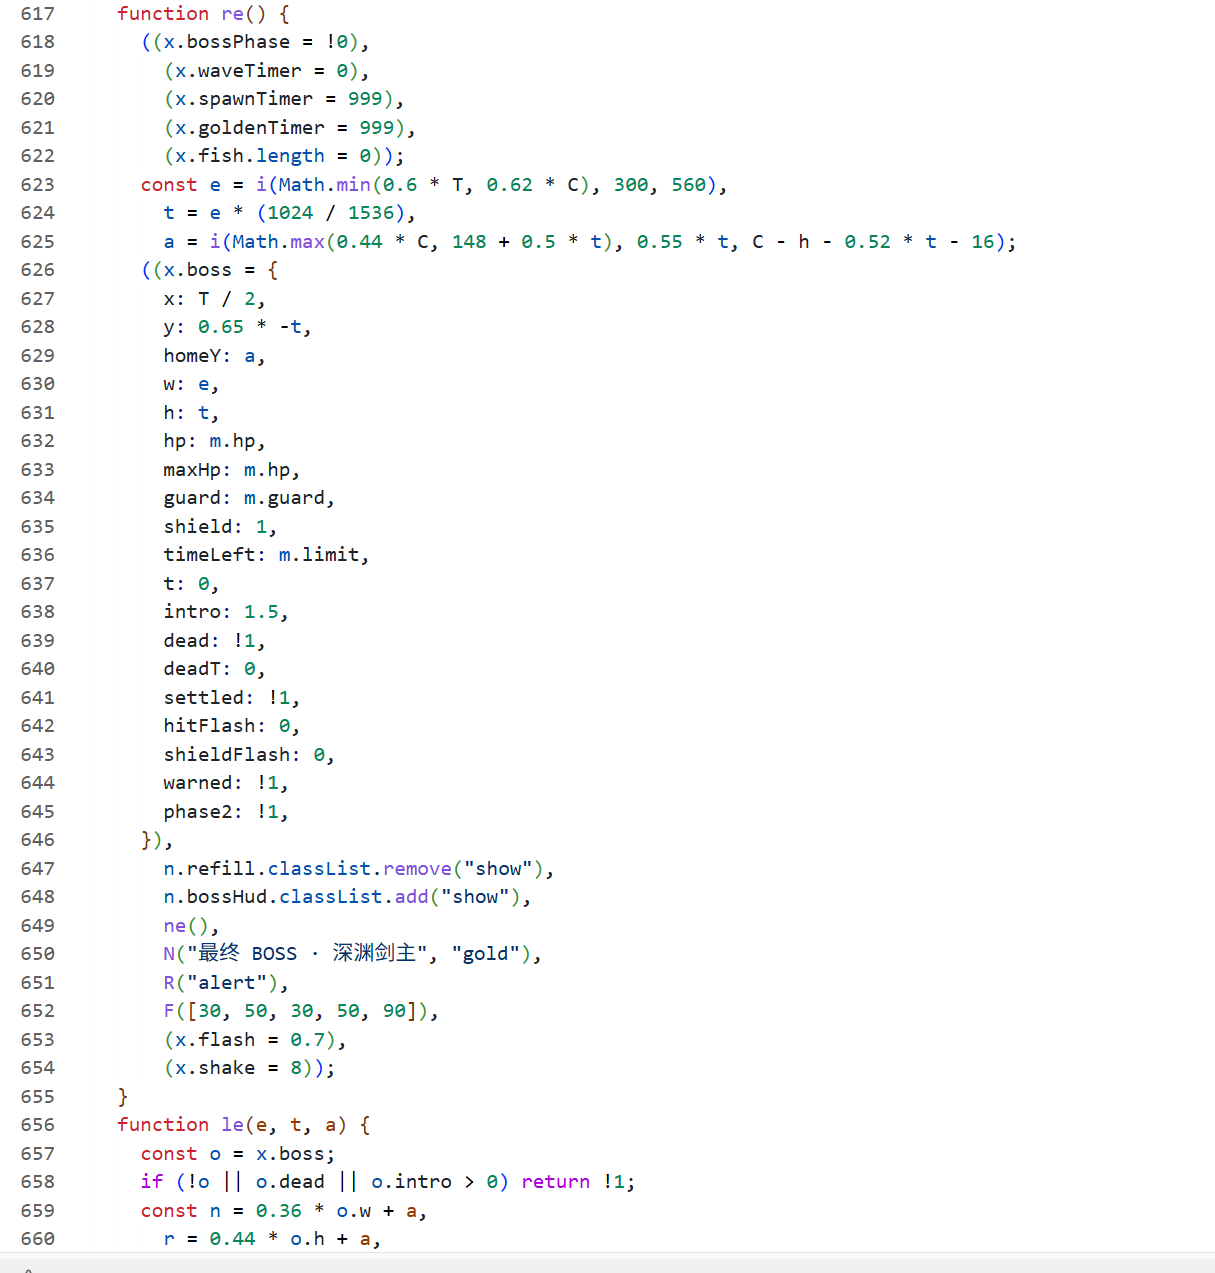 617 function re() {
618 ((x.bossPhase = !0),
619 (x.waveTimer = 0),
620 (x.spawnTimer = 999),
621 (x.goldenTimer = 999),
622 (x.fish.length = 0));
623 const e = i(Math.min(0.6 * T, 0.62 * C), 300, 560),
624 t = e * (1024 / 1536),
625 a = i(Math.max(0.44 * C, 148 + 0.5 * t), 0.55 * t, C - h - 0.52 * t - 16);
626 ((x.boss = {
627 x: T / 2,
628 y: 0.65 * -t,
629 homeY: a,
630 w: e,
631 h: t,
632 hp: m.hp,
633 maxHp: m.hp,
634 guard: m.guard,
635 shield: 1,
636 timeLeft: m.limit,
637 t: 0,
638 intro: 1.5,
639 dead: !1,
640 deadT: 0,
641 settled: !1,
642 hitFlash: 0,
643 shieldFlash: 0,
644 warned: !1,
645 phase2: !1,
646 }),
647 n.refill.classList.remove("show"),
648 n.bossHud.classList.add("show"),
649 ne(),
650 N("最终 BOSS · 深渊剑主", "gold"),
651 R("alert"),
652 F([30, 50, 30, 50, 90]),
653 (x.flash = 0.7),
654 (x.shake = 8));
655 }
656 function le(e, t, a) {
657 const o = x.boss;
658 if (!o || o.dead || o.intro > 0) return !1;
659 const n = 0.36 * o.w + a,
660 r = 0.44 * o.h + a,